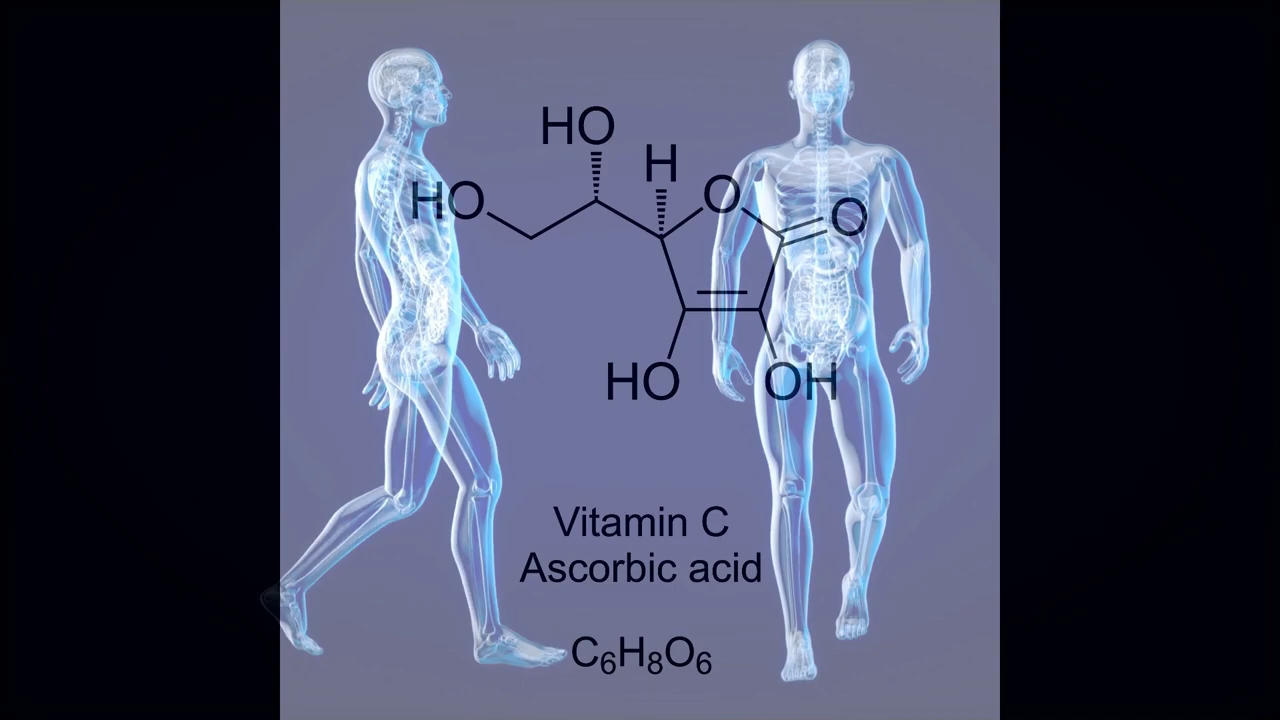 HO
H
HO
O
O
HO
OH
Vitamin C
Ascorbic acid
C₆H₈O₆